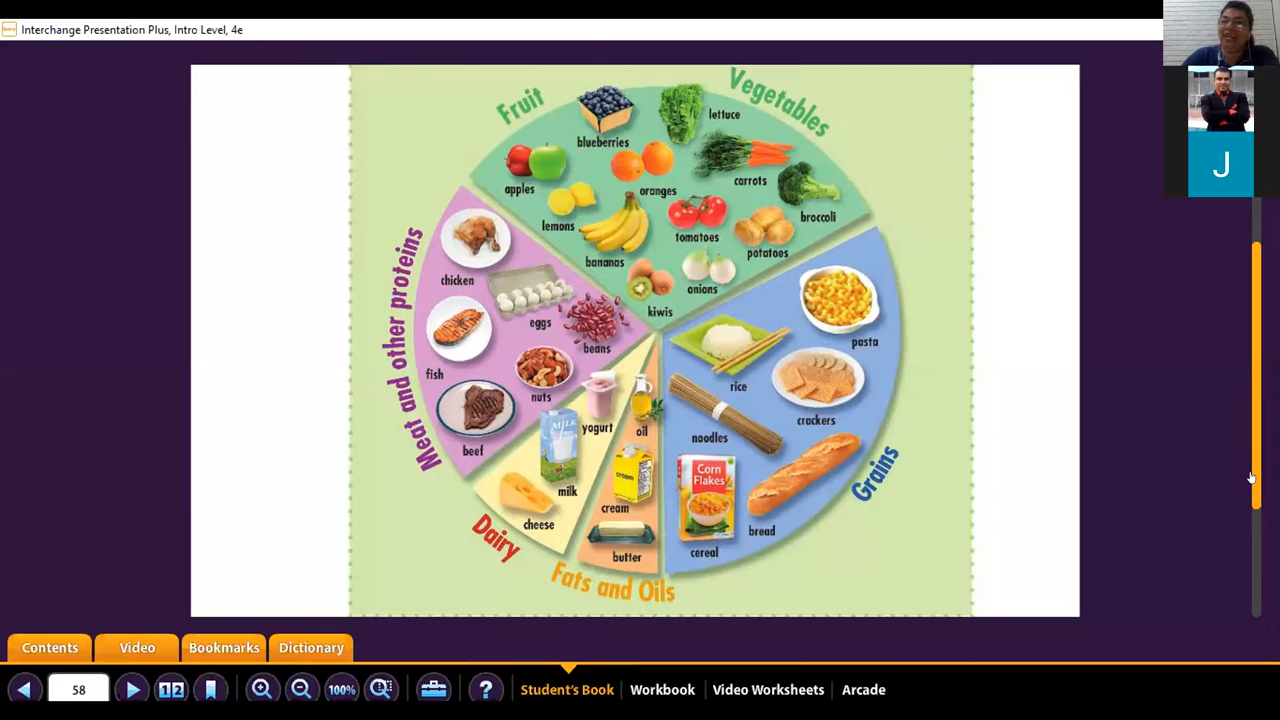 Interchange Presentation Plus, Intro Level, 4e
Fruit
Vegetables
blueberries
lettuce
apples
oranges
carrots
broccoli
lemons
bananas
tomatoes
potatoes
onions
kiwis
Meat and other proteins
chicken
eggs
beans
fish
nuts
beef
Dairy
yogurt
MILK
milk
cheese
Fats and Oils
oil
cream
cream
butter
Grains
pasta
rice
crackers
noodles
Corn
Flakes
bread
cereal
J
Contents
Video
Bookmarks
Dictionary
58
12
100%
?
Student's Book
Workbook
Video Worksheets
Arcade